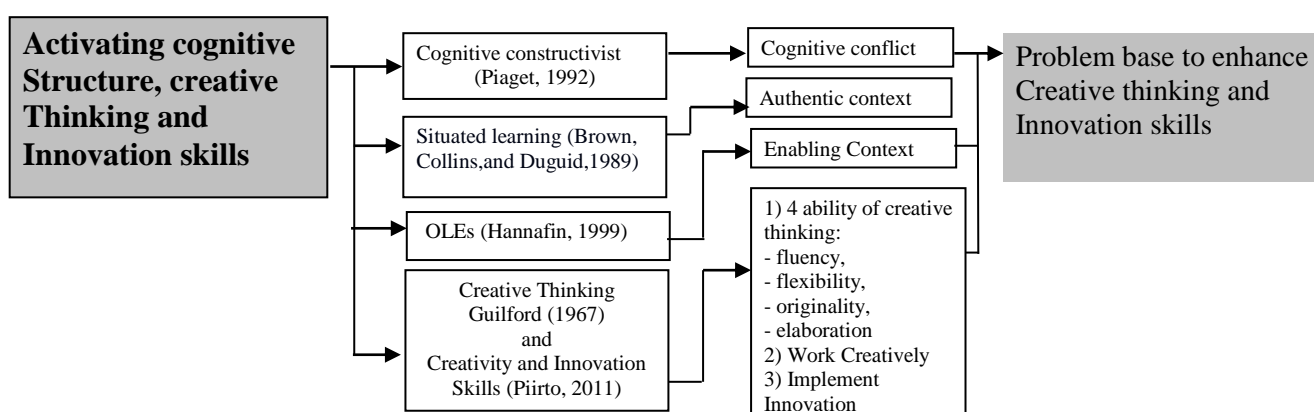 Activating cognitive
Structure, creative
Thinking and
Innovation skills
Cognitive constructivist
(Piaget, 1992)
Situated learning (Brown,
Collins,and Duguid,1989)
OLEs (Hannafin, 1999)
Creative Thinking
Guilford (1967)
and
Creativity and Innovation
Skills (Piirto, 2011)
Cognitive conflict
Authentic context
Enabling Context
1) 4 ability of creative
thinking:
- fluency,
- flexibility,
- originality,
- elaboration
2) Work Creatively
3) Implement
Innovation
Problem base to enhance
Creative thinking and
Innovation skills